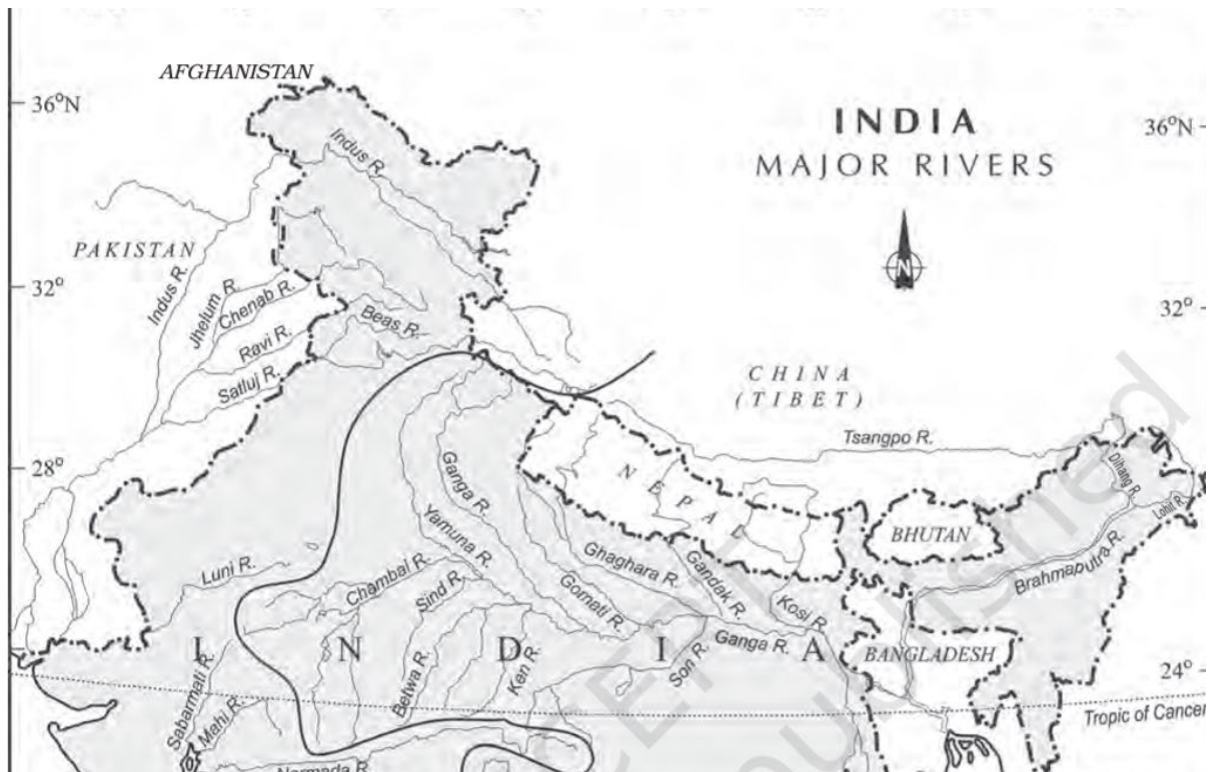 AFGHANISTAN
36°N
INDIA
MAJOR RIVERS
36°N
Indus R.
N
PAKISTAN
32°
Indus R.
Jhelum R.
Chenab R.
Ravi R.
Satluj R.
Beas R.
32°
CHINA
(TIBET)
Tsangpo R.
28°
Ganga R.
Yamuna R.
NEPAL
BHUTAN
Dihang R.
Lohit R.
Brahmaputra R.
Luni R.
Chambal R.
Sind R.
Ghaghara R.
Gomati R.
Gandak R.
Kosi R.
Ganga R.
Son R.
Betwa R.
Ken R.
INDIA
BANGLADESH
24°
Sabarmati R.
Mahi R.
Tropic of Cancer
Narmada R.